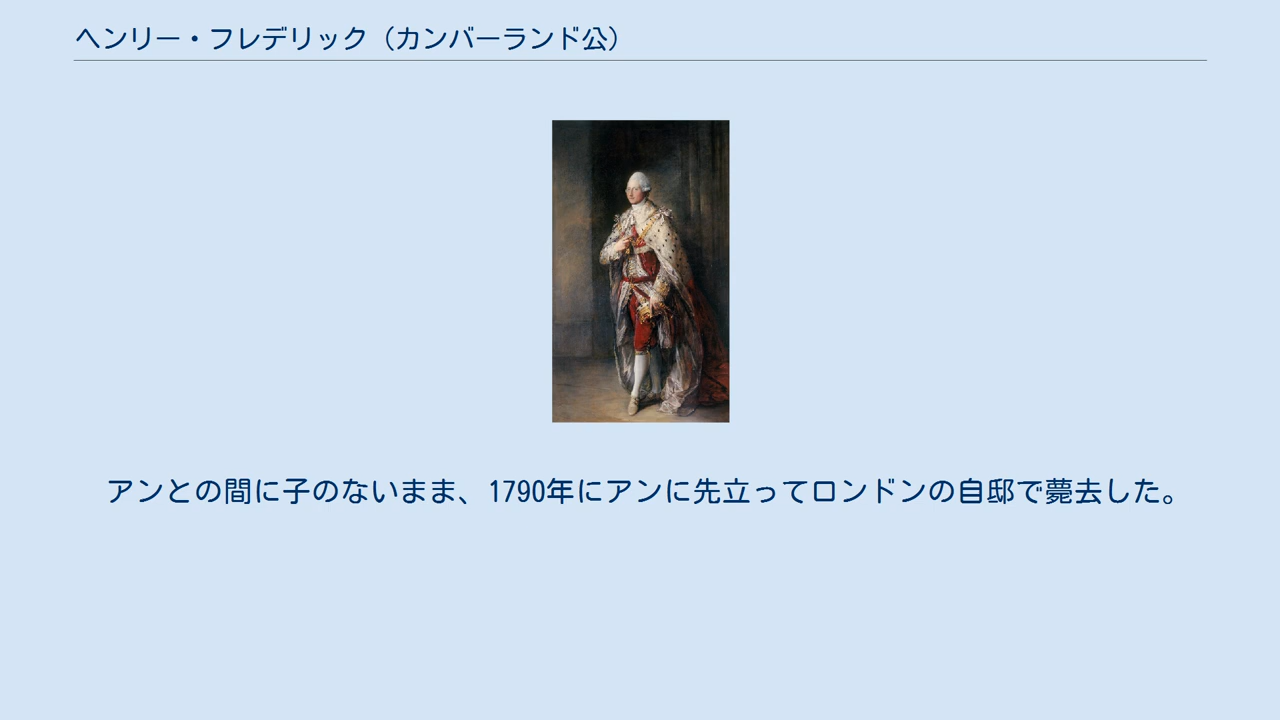 ヘンリー・フレデリック（カンバーランド公）
アンとの間に子のないまま、1790年にアンに先立ってロンドンの自邸で薨去した。